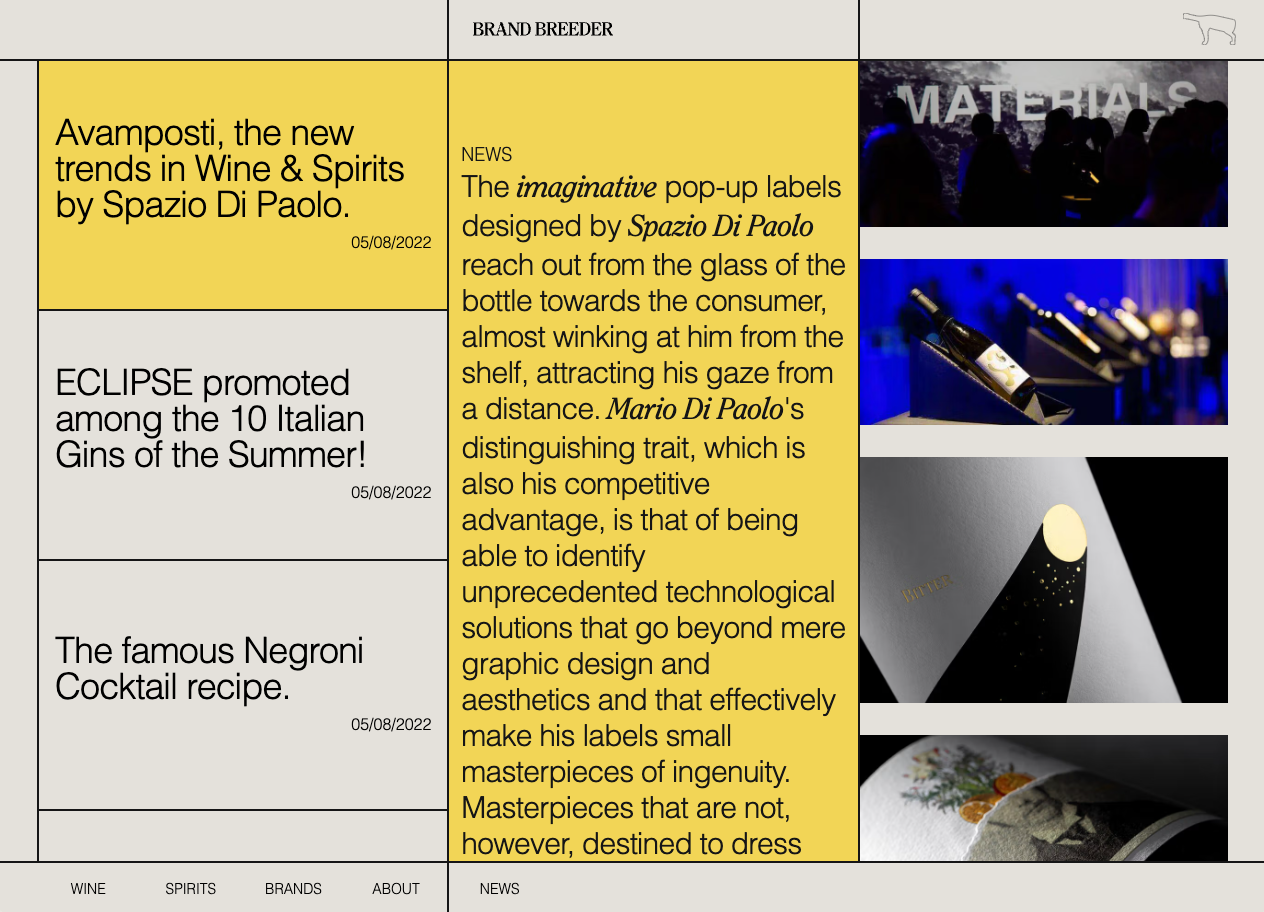 BRAND BREEDER
Avamposti, the new
trends in Wine & Spirits
by Spazio Di Paolo.
05/08/2022
ECLIPSE promoted
among the 10 Italian
Gins of the Summer!
05/08/2022
The famous Negroni
Cocktail recipe.
05/08/2022
NEWS
The imaginative pop-up labels
designed by Spazio Di Paolo
reach out from the glass of the
bottle towards the consumer,
almost winking at him from the
shelf, attracting his gaze from
a distance. Mario Di Paolo's
distinguishing trait, which is
also his competitive
advantage, is that of being
able to identify
unprecedented technological
solutions that go beyond mere
graphic design and
aesthetics and that effectively
make his labels small
masterpieces of ingenuity.
Masterpieces that are not,
however, destined to dress
MATERIALS
WINE
SPIRITS
BRANDS
ABOUT
NEWS